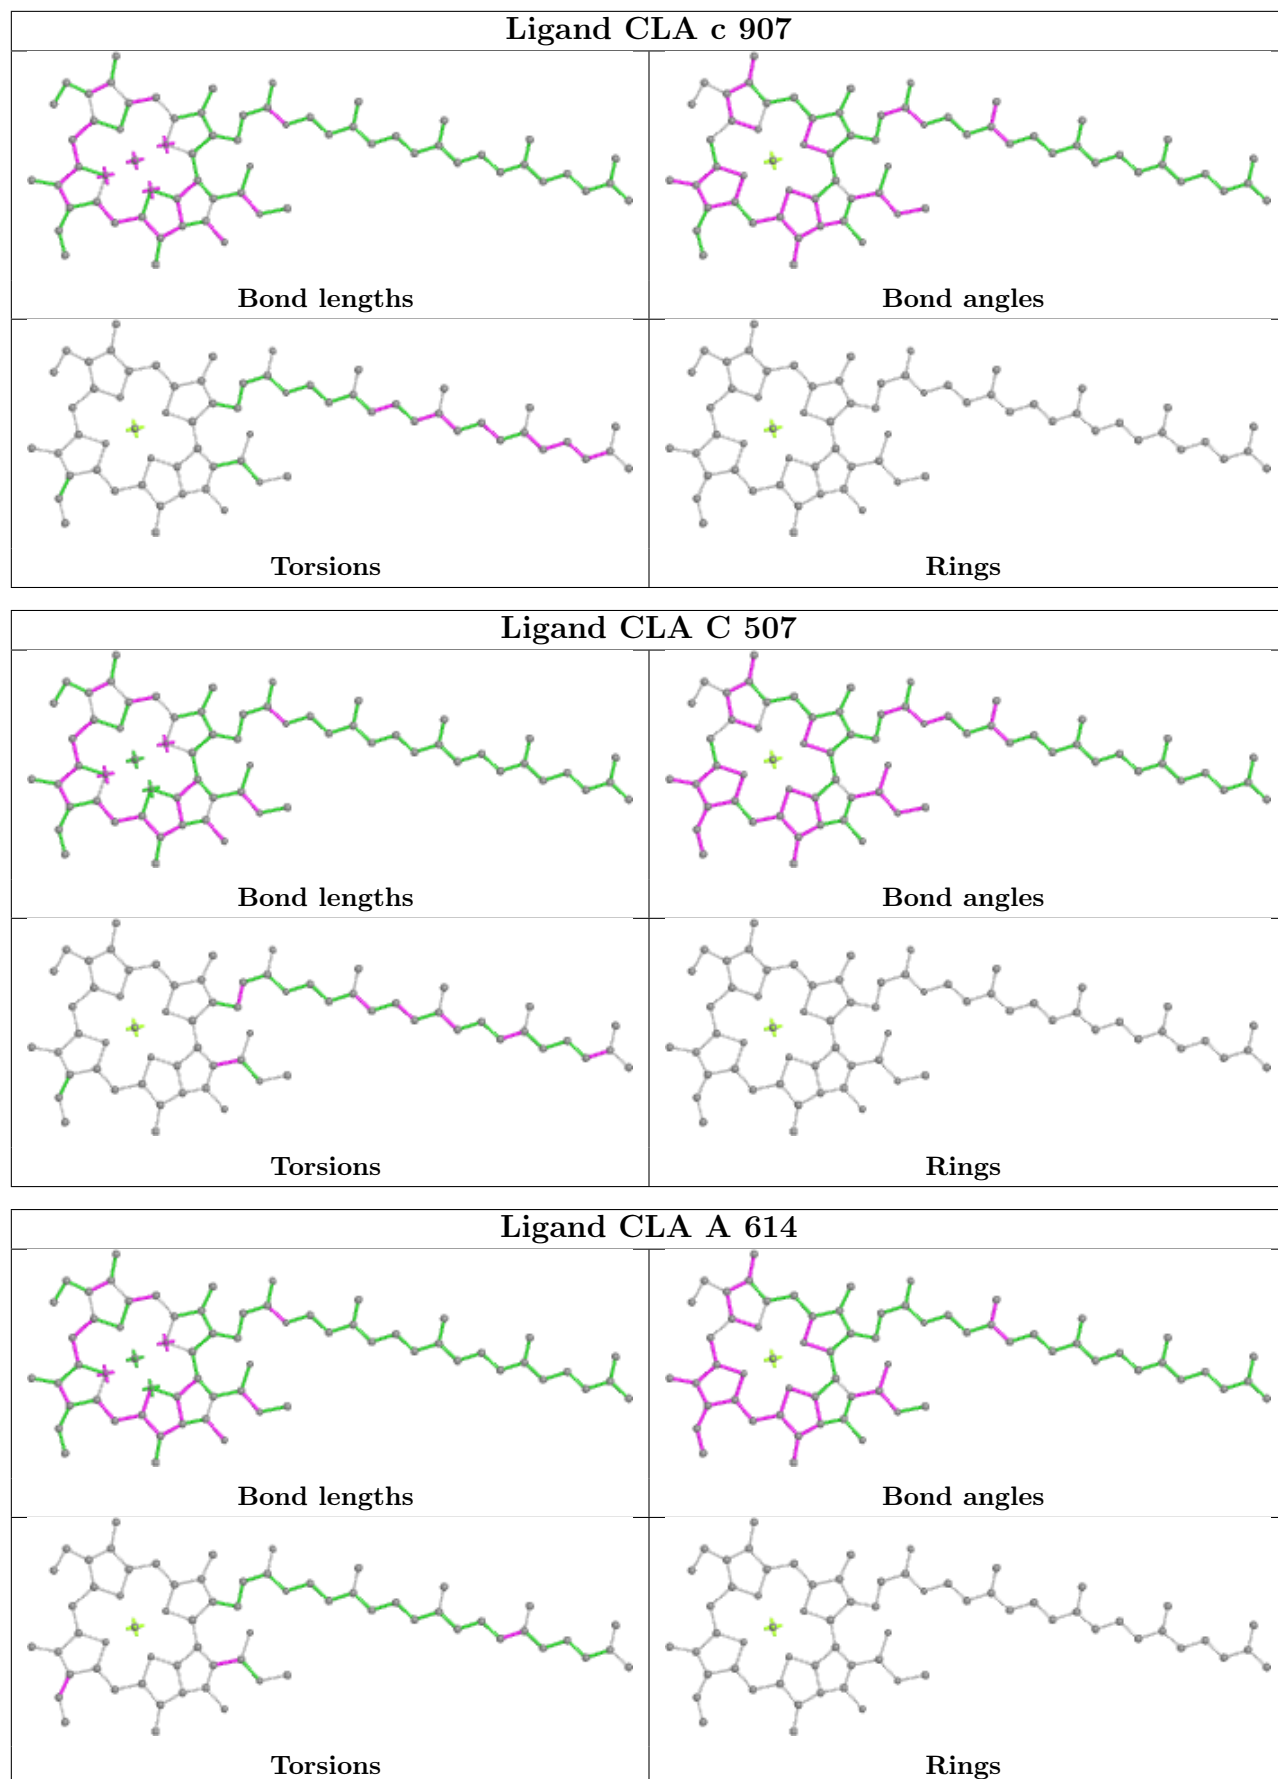 Ligand CLA c 907
Bond lengths
Bond angles
Torsions
Rings
Ligand CLA C 507
Bond lengths
Bond angles
Torsions
Rings
Ligand CLA A 614
Bond lengths
Bond angles
Torsions
Rings